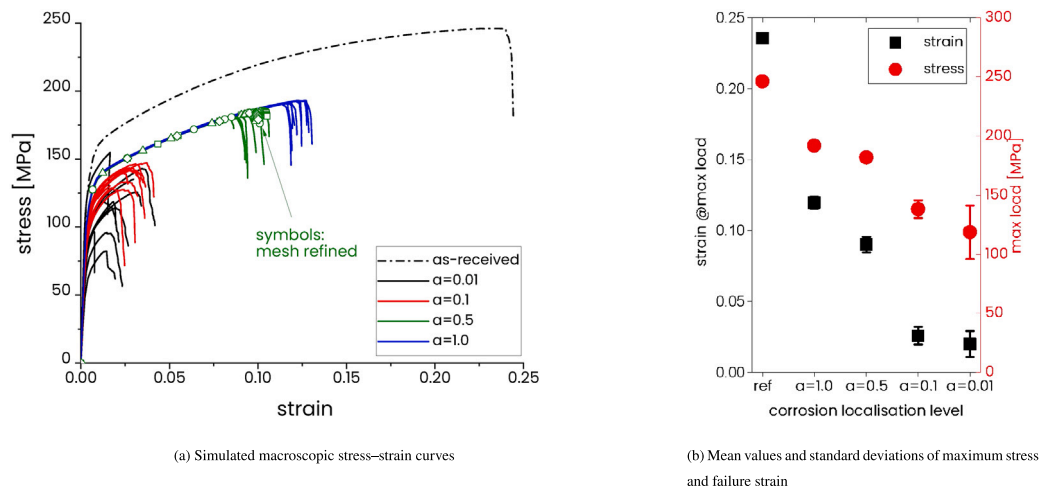 250
200
150
100
50
0
stress [MPa]
0.00
0.05
0.10
0.15
0.20
0.25
strain
symbols:
mesh refined
as-received
α=0.01
α=0.1
α=0.5
α=1.0
(a) Simulated macroscopic stress–strain curves
0.25
0.20
0.15
0.10
0.05
0.00
strain @max load
strain
stress
300
250
200
150
100
50
0
max load [MPa]
ref
α=1.0
α=0.5
α=0.1
α=0.01
corrosion localisation level
(b) Mean values and standard deviations of maximum stress
and failure strain